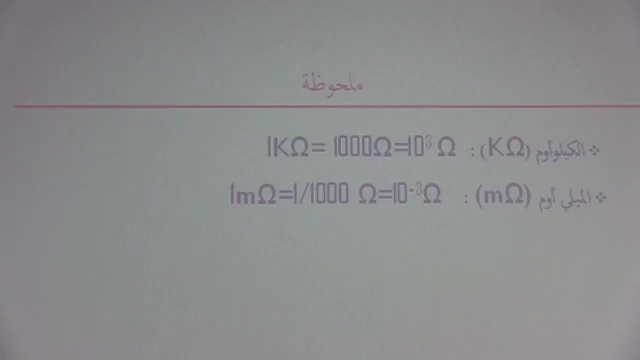 ملحوظة
❖ الكيلوأوم (KΩ) : 1KΩ= 1000Ω=10³ Ω
❖ الميلي أوم (mΩ) : 1mΩ=1/1000 Ω=10⁻³Ω